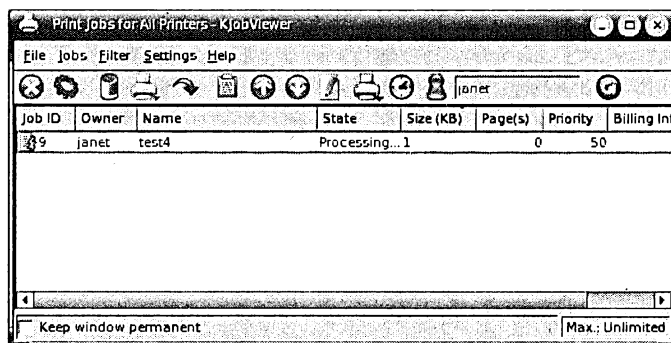 Print Jobs for All Printers - KJobViewer
File Jobs Filter Settings Help
janet
Job ID Owner Name State Size (KB) Page(s) Priority Billing Inf
9 janet test4 Processing... 1 0 50
Keep window permanent Max.: Unlimited